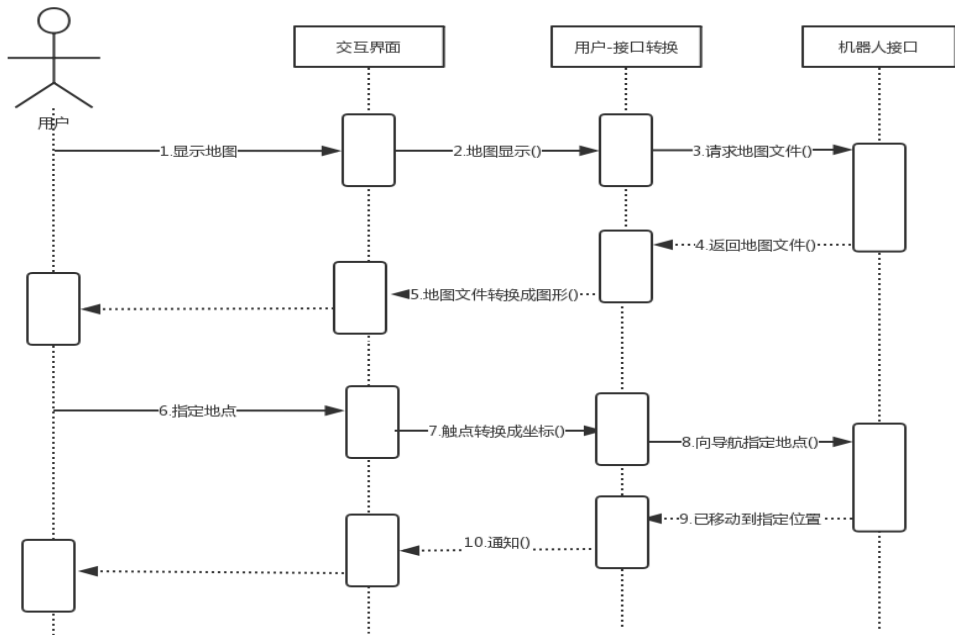 交互界面
用户-接口转换
机器人接口
用户
1.显示地图
2.地图显示()
3.请求地图文件()
4.返回地图文件()
5.地图文件转换成图形()
6.指定地点
7.触点转换成坐标()
8.向导航指定地点()
9.已移动到指定位置
10.通知()